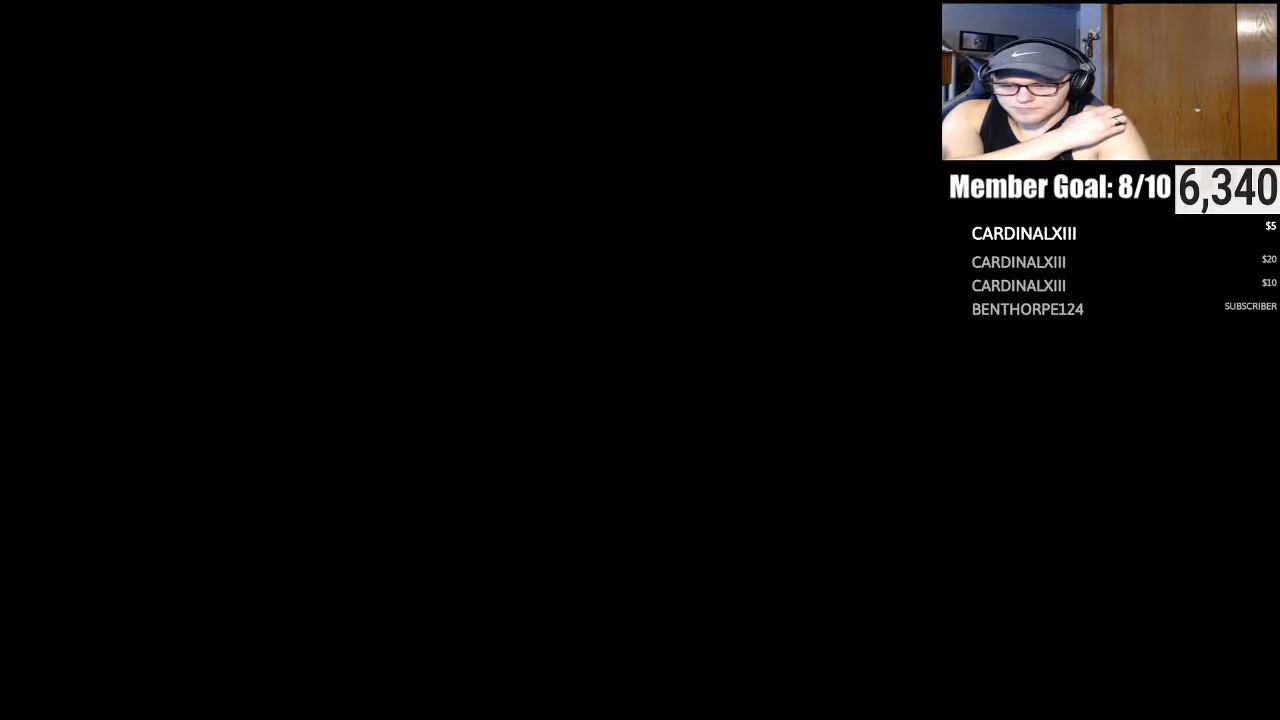 Member Goal: 8/10 6,340
CARDINALXIII $5
CARDINALXIII $20
CARDINALXIII $10
BENTHORPE124 SUBSCRIBER